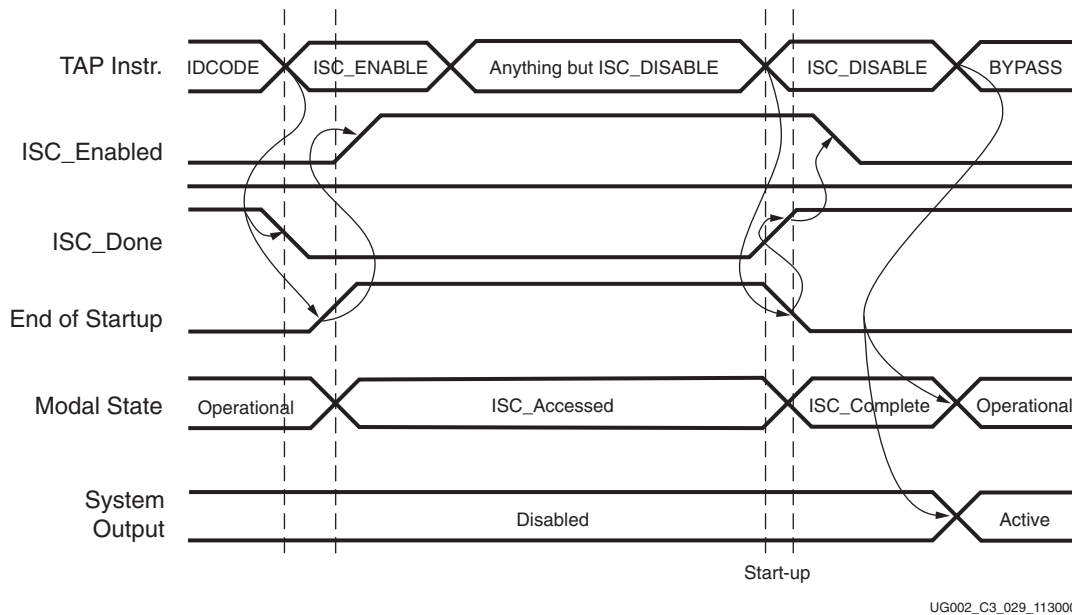 TAP Instr.
IDCODE
ISC_ENABLE
Anything but ISC_DISABLE
ISC_DISABLE
BYPASS
ISC_Enabled
ISC_Done
End of Startup
Modal State
Operational
ISC_Accessed
ISC_Complete
Operational
System
Output
Disabled
Active
Start-up
UG002_C3_029_113000